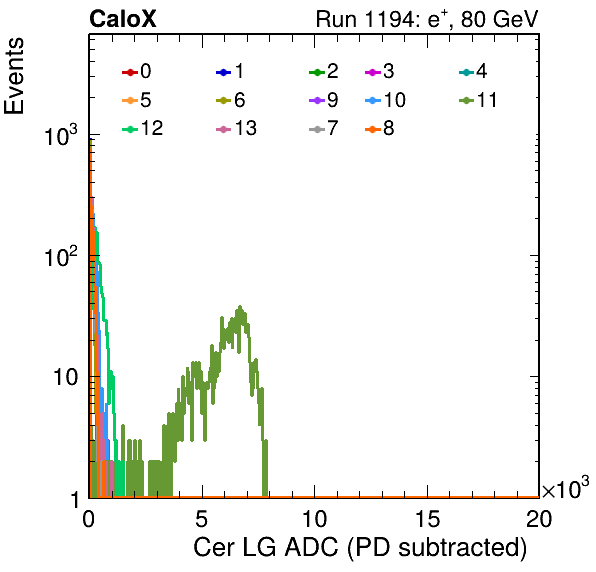 CaloX Run 1194: e⁺, 80 GeV
Events
0 1 2 3 4
5 6 9 10 11
12 13 7 8
10³
10²
10
1
0 5 10 15 20
×10³
Cer LG ADC (PD subtracted)